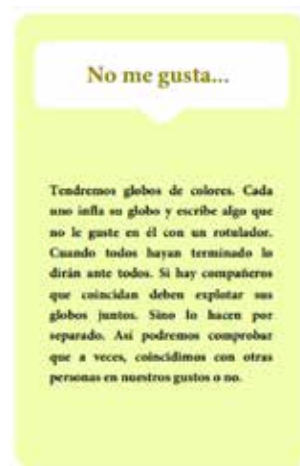 No me gusta...
Tendremos globos de colores. Cada
uno infla su globo y escribe algo que
no le guste en él con un rotulador.
Cuando todos hayan terminado lo
dirán ante todos. Si hay compañeros
que coincidan deben explotar sus
globos juntos. Sino lo hacen por
separado. Así podremos comprobar
que a veces, coincidimos con otras
personas en nuestros gustos o no.